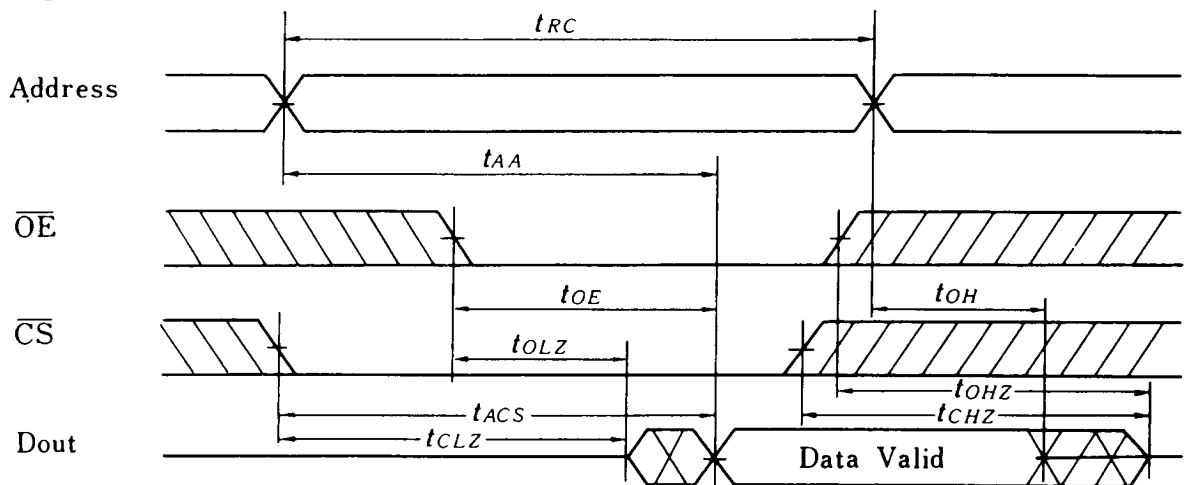 tRC
Address
tAA
OE
tOE
tOH
CS
tOLZ
tOHZ
tACS
tCHZ
tCLZ
Dout
Data Valid